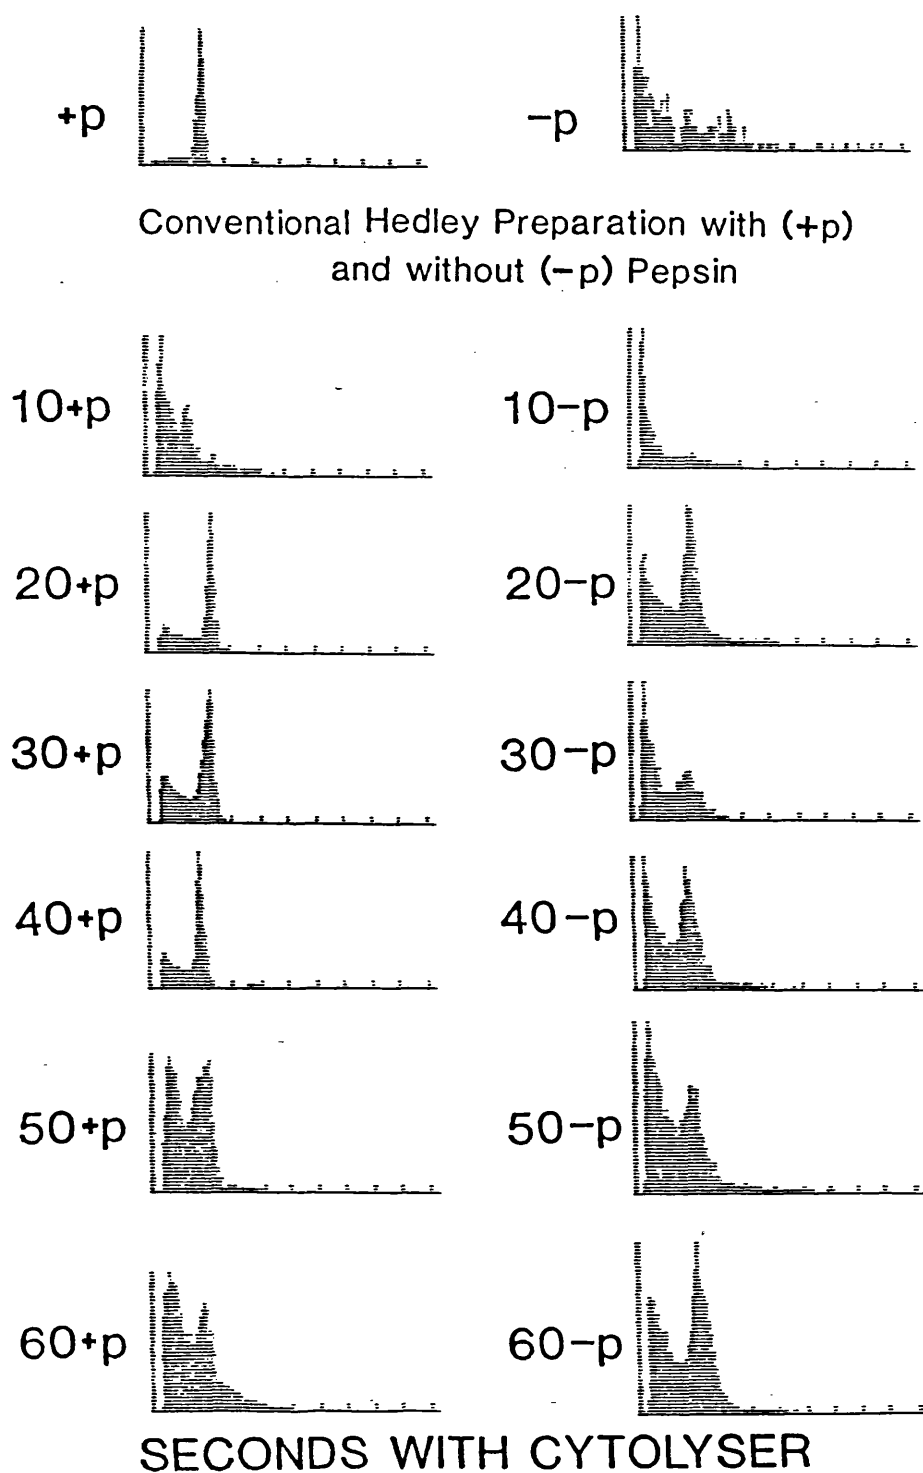 +p −p
Conventional Hedley Preparation with (+p)
and without (−p) Pepsin
10+p 10−p
20+p 20−p
30+p 30−p
40+p 40−p
50+p 50−p
60+p 60−p
SECONDS WITH CYTOLYSER